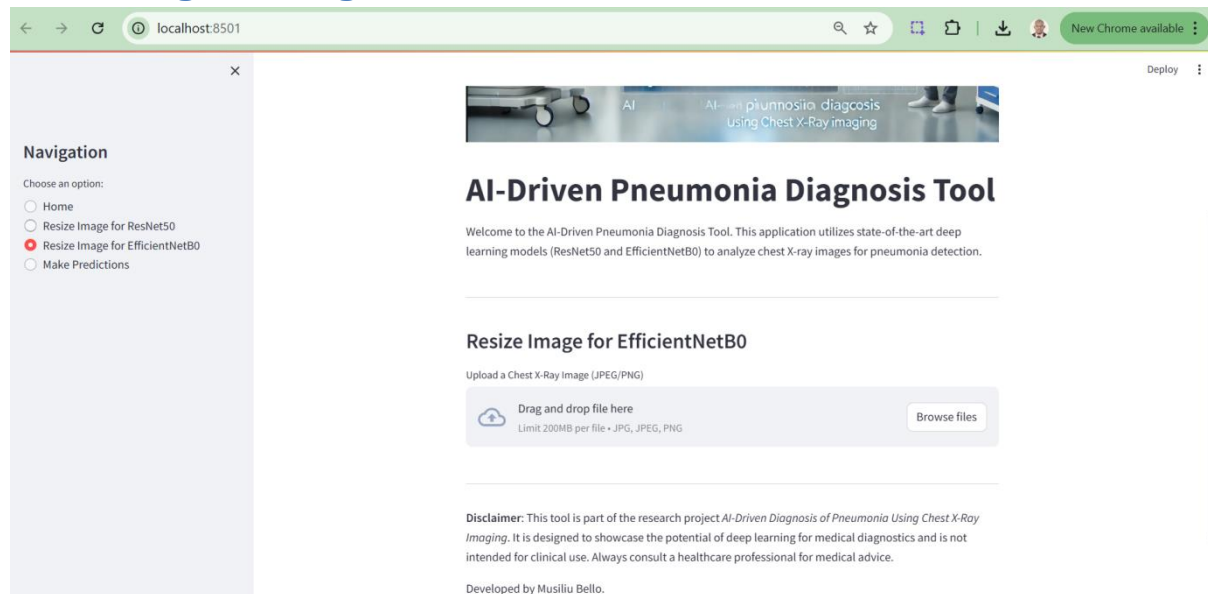 localhost:8501
New Chrome available
Deploy
AI AI- diagcosis
using Chest X-Ray imaging
Navigation
Choose an option:
Home
Resize Image for ResNet50
Resize Image for EfficientNetB0
Make Predictions
AI-Driven Pneumonia Diagnosis Tool
Welcome to the AI-Driven Pneumonia Diagnosis Tool. This application utilizes state-of-the-art deep
learning models (ResNet50 and EfficientNetB0) to analyze chest X-ray images for pneumonia detection.
Resize Image for EfficientNetB0
Upload a Chest X-Ray Image (JPEG/PNG)
Drag and drop file here
Limit 200MB per file • JPG, JPEG, PNG
Browse files
Disclaimer: This tool is part of the research project AI-Driven Diagnosis of Pneumonia Using Chest X-Ray
Imaging. It is designed to showcase the potential of deep learning for medical diagnostics and is not
intended for clinical use. Always consult a healthcare professional for medical advice.
Developed by Musiliu Bello.